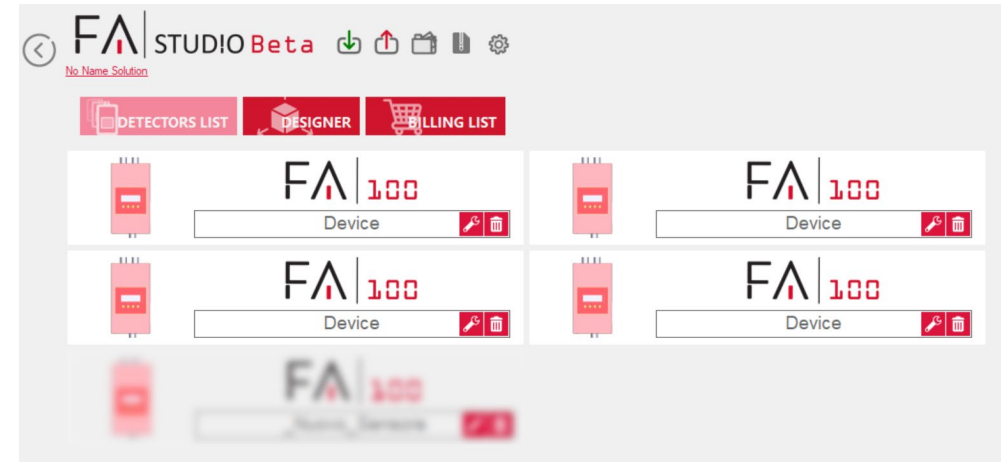 FA STUDIO Beta
No Name Solution
DETECTORS LIST DESIGNER BILLING LIST
FA 100 FA 100
Device Device
FA 100 FA 100
Device Device
FA 100
_Nuovo_Sensore